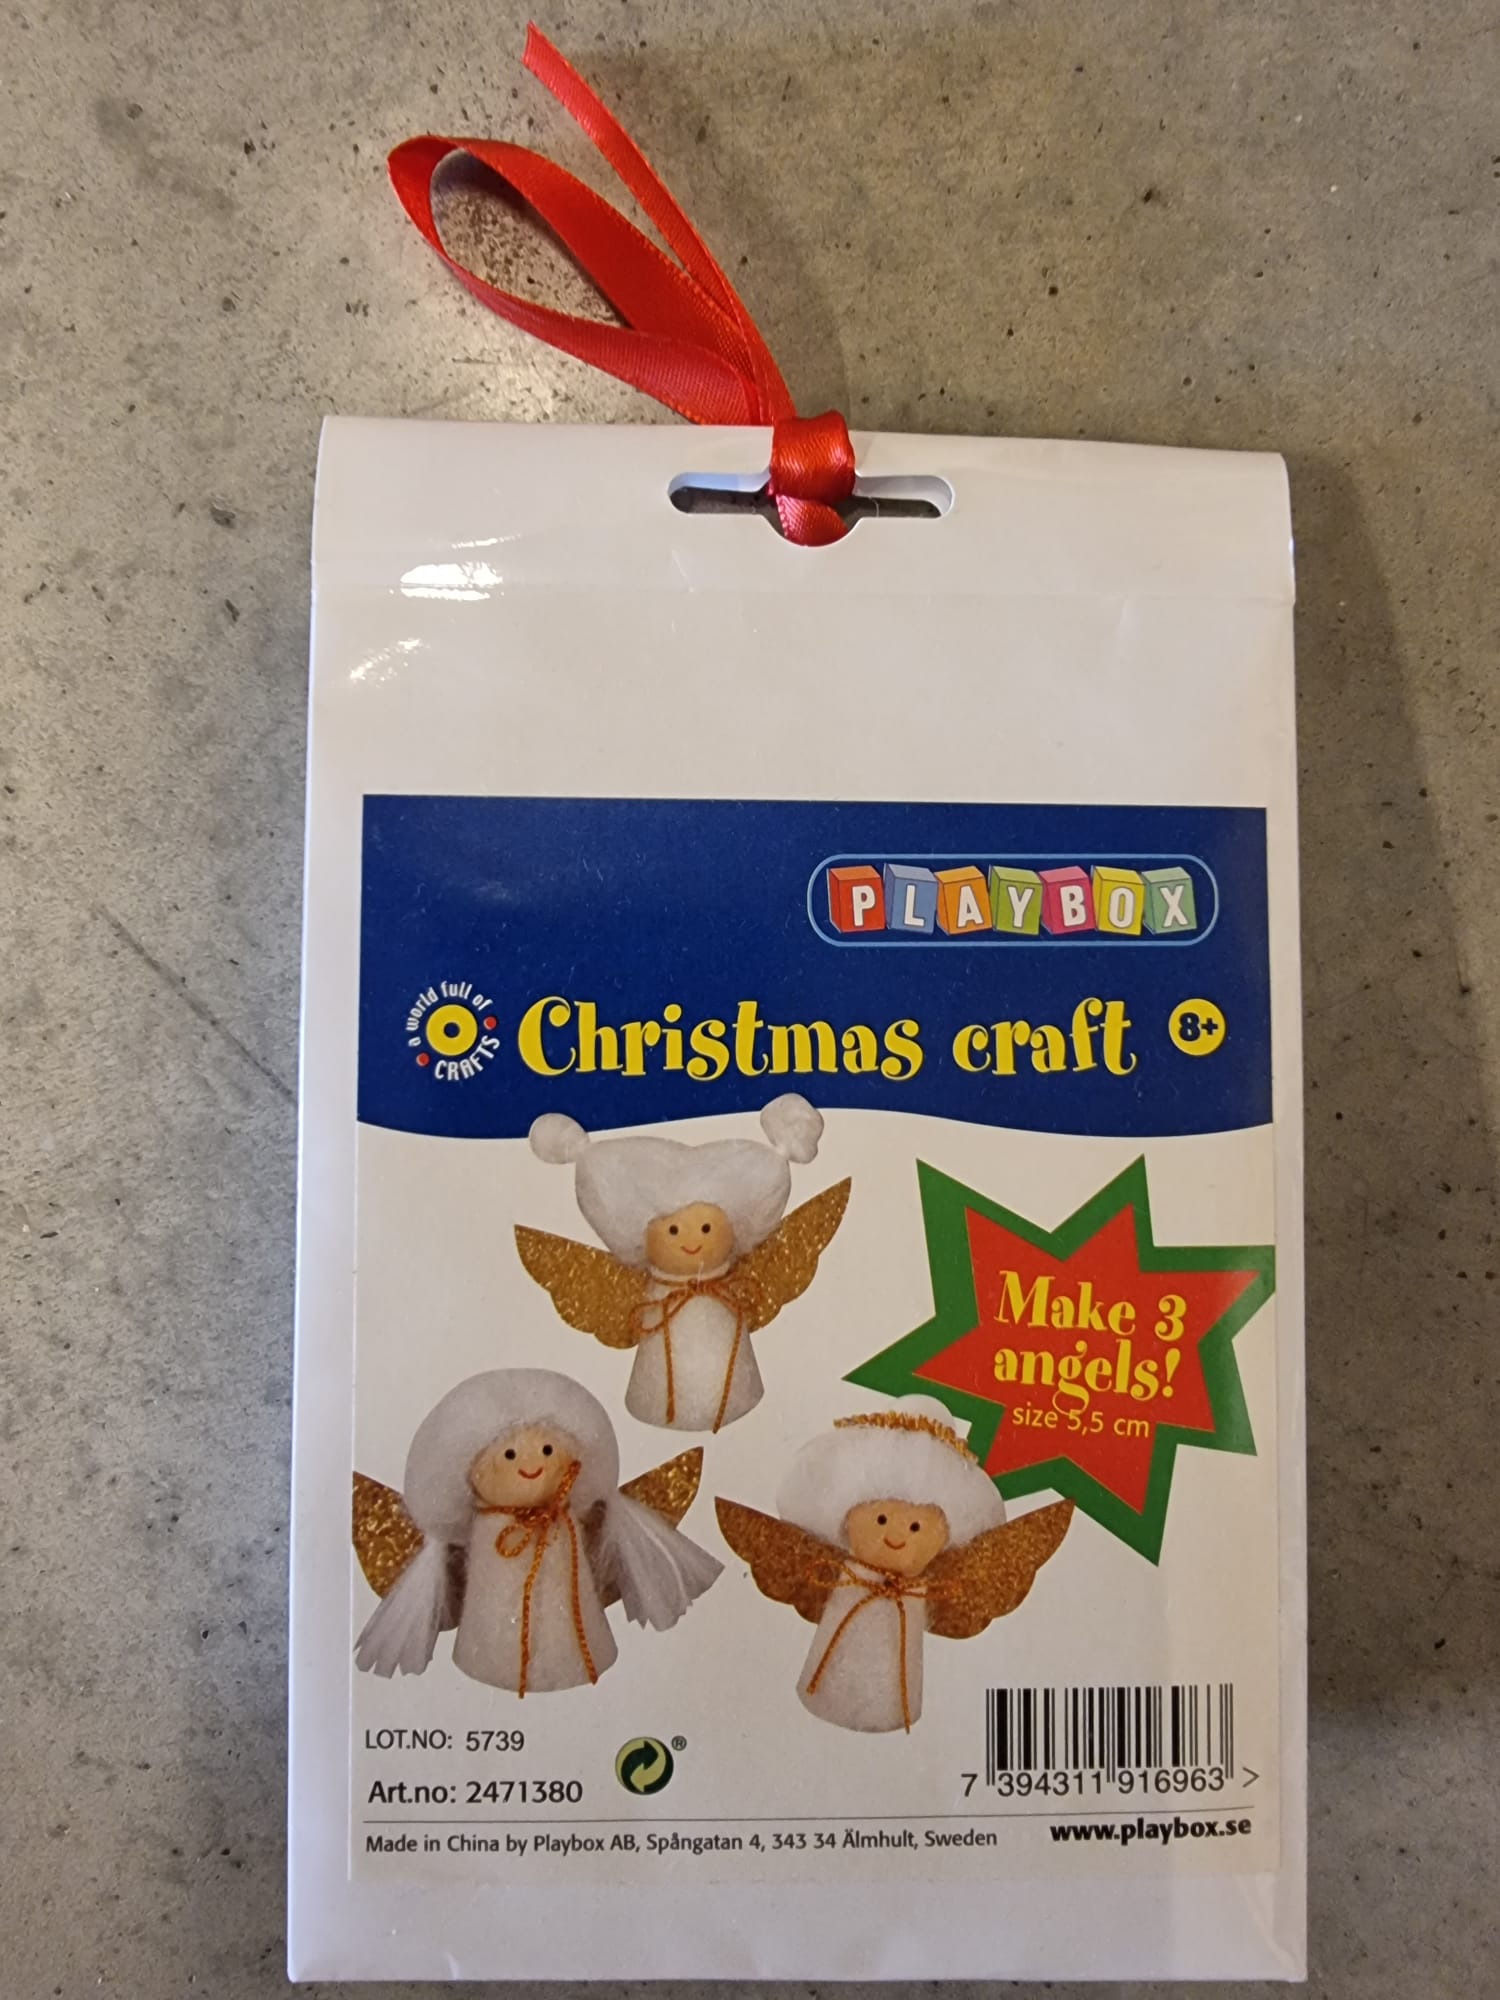 PLAYBOX
a world full of
CRAFTS
Christmas craft
8+
Make 3
angels!
size 5,5 cm
LOT.NO: 5739
Art.no: 2471380
®
7 394311 916963 >
Made in China by Playbox AB, Spångatan 4, 343 34 Älmhult, Sweden
www.playbox.se